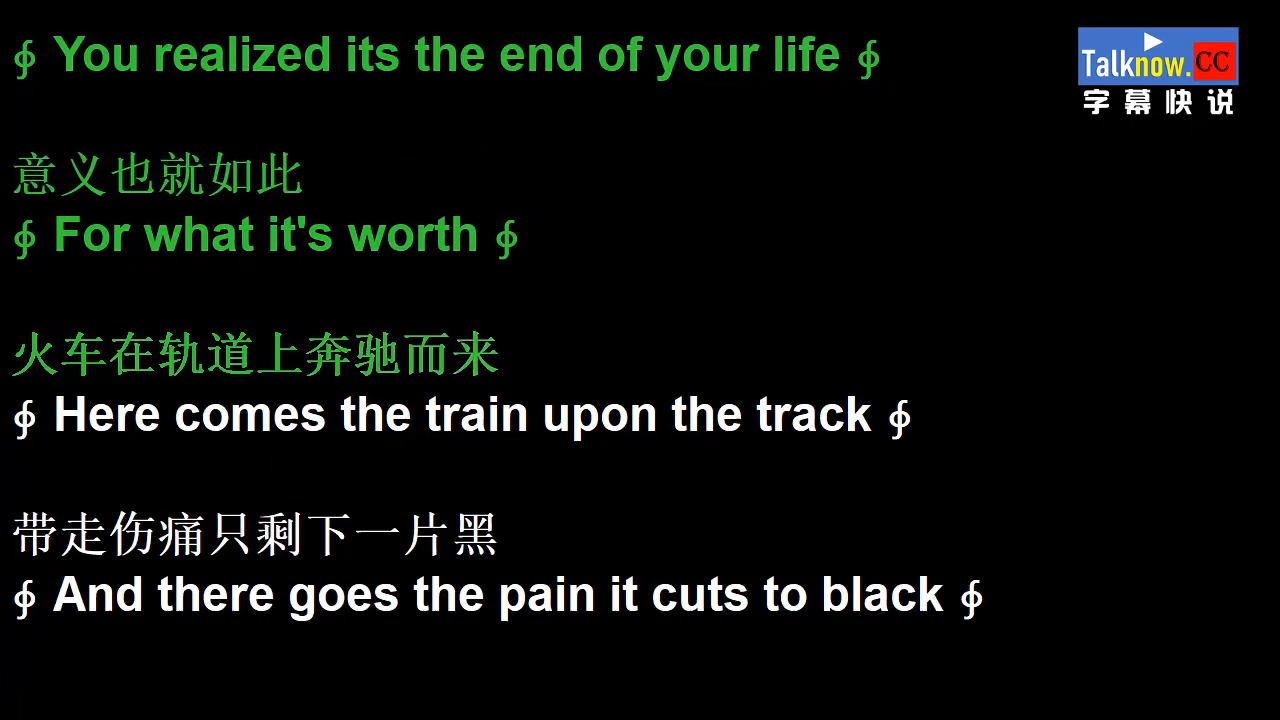 ∮ You realized its the end of your life ∮
Talknow.CC
字幕快说
意义也就如此
∮ For what it's worth ∮
火车在轨道上奔驰而来
∮ Here comes the train upon the track ∮
带走伤痛只剩下一片黑
∮ And there goes the pain it cuts to black ∮